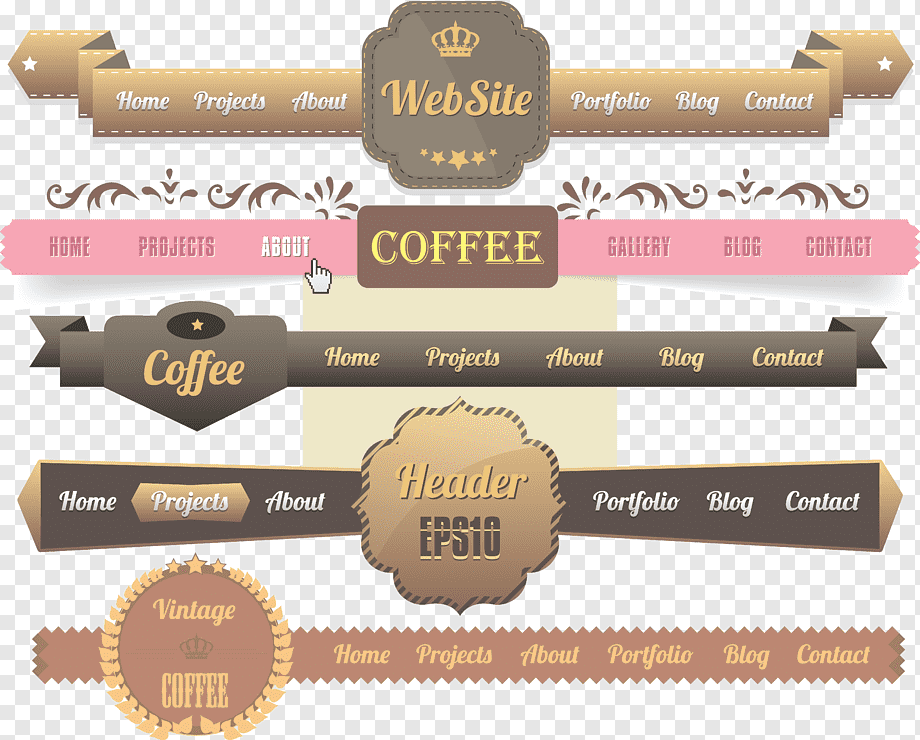 Home Projects About WebSite Portfolio Blog Contact
HOME PROJECTS ABOUT COFFEE GALLERY BLOG CONTACT
Coffee Home Projects About Blog Contact
Header
Home Projects About Portfolio Blog Contact
EPS10
Vintage
Home Projects About Portfolio Blog Contact
COFFEE